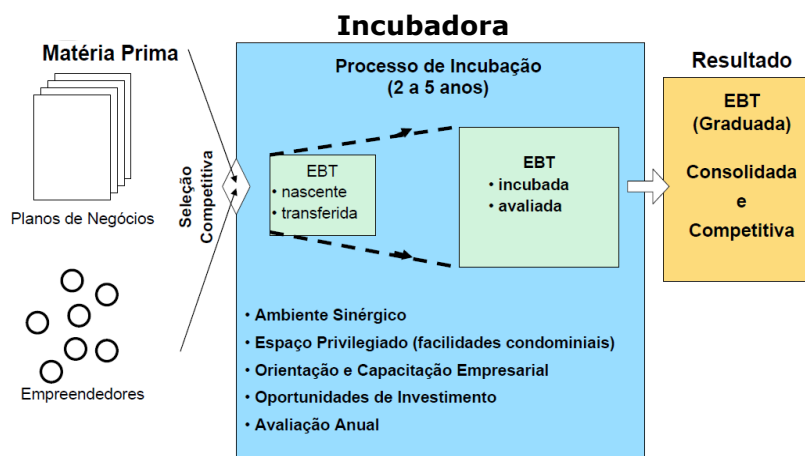 Incubadora
Matéria Prima
Planos de Negócios
Empreendedores
Seleção
Competitiva
Processo de Incubação
(2 a 5 anos)
EBT
• nascente
• transferida
EBT
• incubada
• avaliada
• Ambiente Sinérgico
• Espaço Privilegiado (facilidades condominiais)
• Orientação e Capacitação Empresarial
• Oportunidades de Investimento
• Avaliação Anual
Resultado
EBT
(Graduada)
Consolidada
e
Competitiva